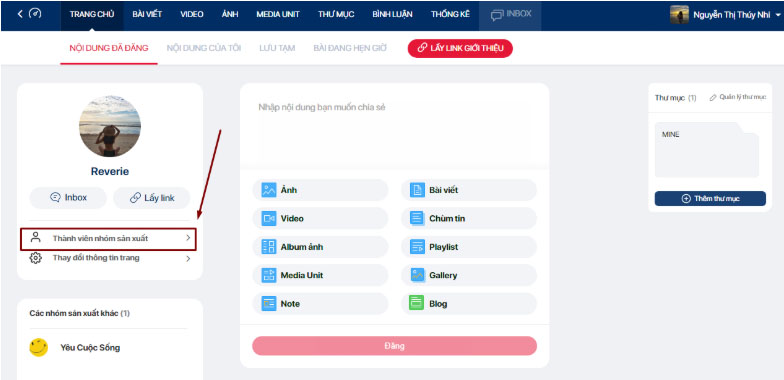 TRANG CHỦ BÀI VIẾT VIDEO ẢNH MEDIA UNIT THƯ MỤC BÌNH LUẬN THỐNG KÊ INBOX Nguyễn Thị Thúy Nhi
NỘI DUNG ĐÃ ĐĂNG NỘI DUNG CỦA TÔI LƯU TẠM BÀI ĐANG HẸN GIỜ LẤY LINK GIỚI THIỆU
Reverie
Inbox Lấy link
Thành viên nhóm sản xuất
Thay đổi thông tin trang
Các nhóm sản xuất khác (1)
Yêu Cuộc Sống
Nhập nội dung bạn muốn chia sẻ
Ảnh Bài viết
Video Chùm tin
Album ảnh Playlist
Media Unit Gallery
Note Blog
Đăng
Thư mục (1) Quản lý thư mục
MINE
Thêm thư mục